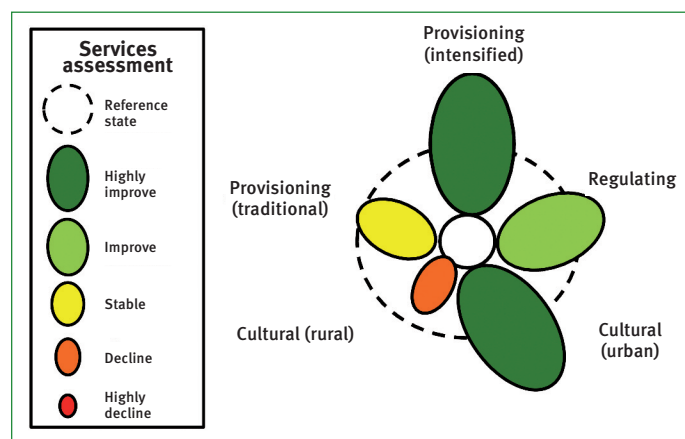 Services
assessment
Reference
state
Highly
improve
Improve
Stable
Decline
Highly
decline
Provisioning
(intensified)
Regulating
Provisioning
(traditional)
Cultural (rural)
Cultural
(urban)